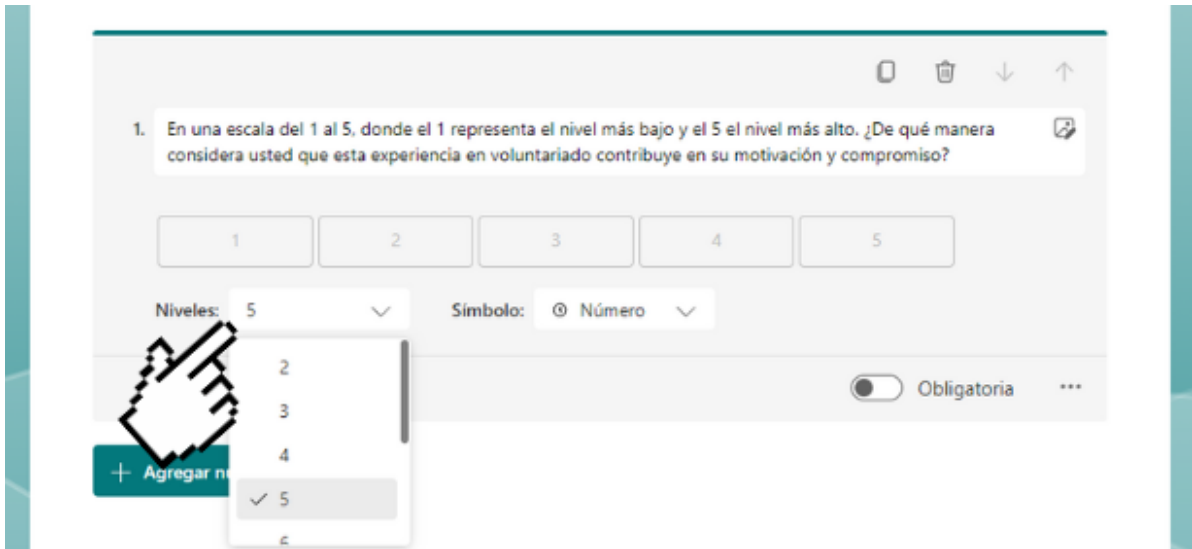 1. En una escala del 1 al 5, donde el 1 representa el nivel más bajo y el 5 el nivel más alto. ¿De qué manera
considera usted que esta experiencia en voluntariado contribuye en su motivación y compromiso?
1 2 3 4 5
Niveles: 5 Símbolo: Número
2
3
4
5
Obligatoria
+ Agregar